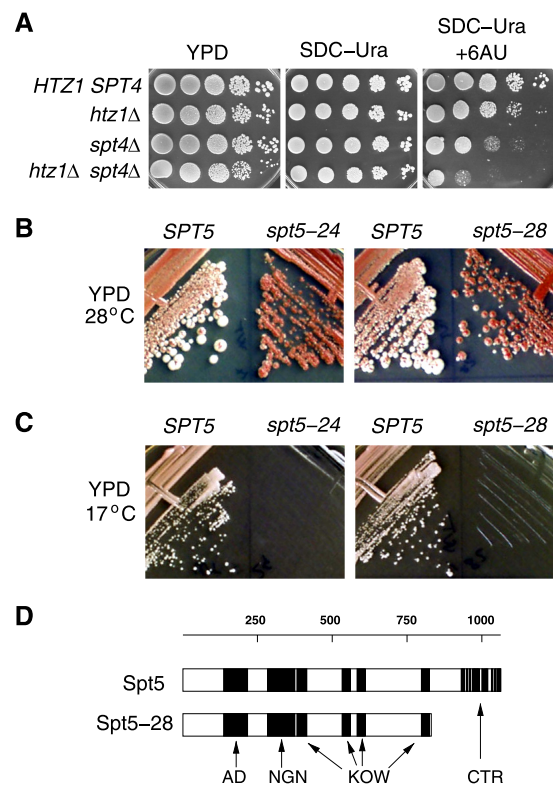 A
YPD
SDC–Ura
SDC–Ura
+6AU
HTZ1 SPT4
htz1Δ
spt4Δ
htz1Δ spt4Δ
B
SPT5
spt5–24
SPT5
spt5–28
YPD
28°C
C
SPT5
spt5–24
SPT5
spt5–28
YPD
17°C
D
250
500
750
1000
Spt5
Spt5–28
AD
NGN
KOW
CTR